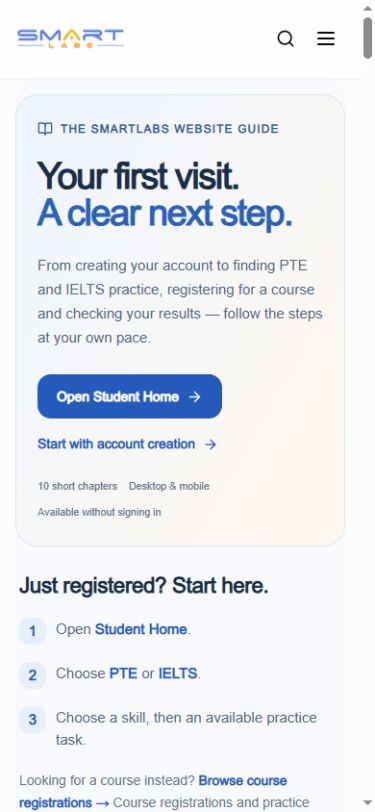 SMART
LABS
THE SMARTLABS WEBSITE GUIDE
Your first visit.
A clear next step.
From creating your account to finding PTE
and IELTS practice, registering for a course
and checking your results — follow the steps
at your own pace.
Open Student Home →
Start with account creation →
10 short chapters Desktop & mobile
Available without signing in
Just registered? Start here.
1 Open Student Home.
2 Choose PTE or IELTS.
3 Choose a skill, then an available practice
task.
Looking for a course instead? Browse course
registrations → Course registrations and practice